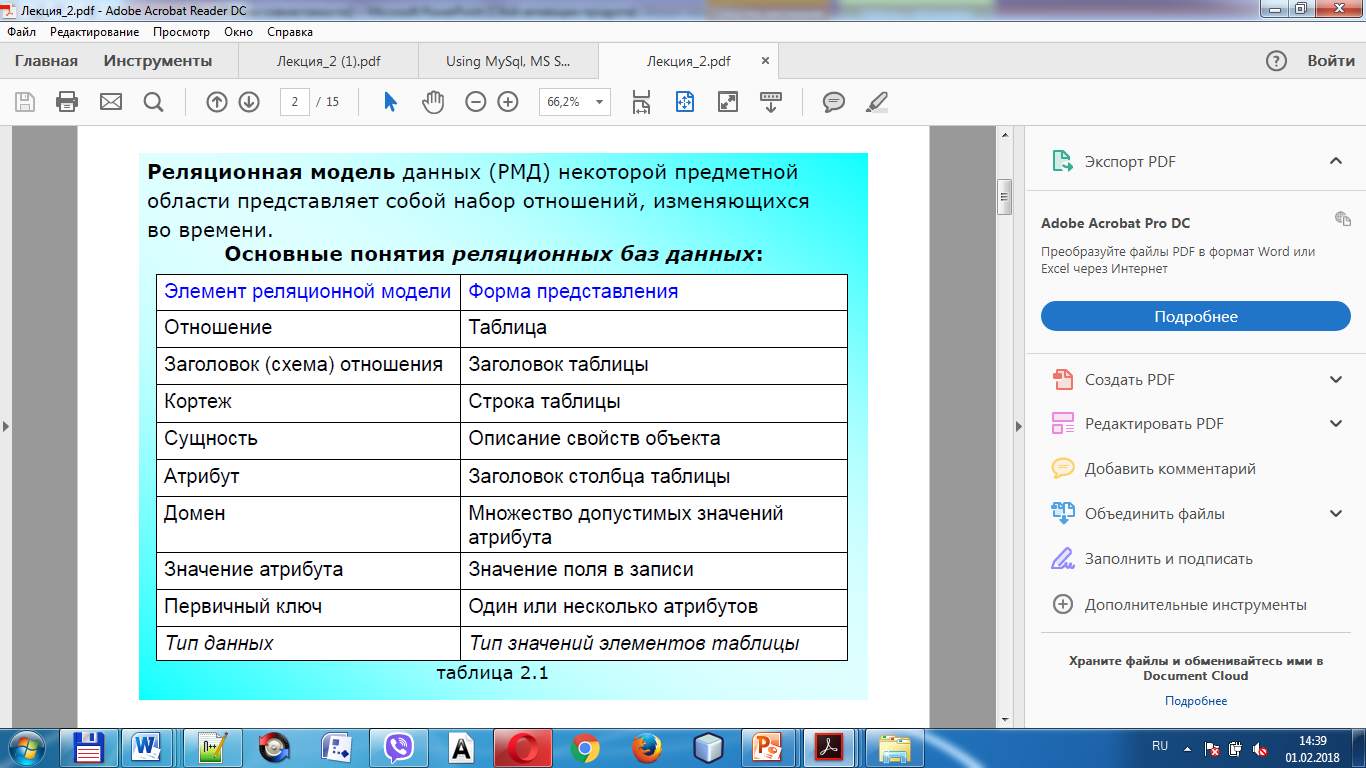 Лекция_2.pdf - Adobe Acrobat Reader DC
Файл Редактирование Просмотр Окно Справка
Главная Инструменты Лекция_2 (1).pdf Using MySql, MS S... Лекция_2.pdf × Войти
2 / 15 66,2%
Реляционная модель данных (РМД) некоторой предметной
области представляет собой набор отношений, изменяющихся
во времени.
Основные понятия реляционных баз данных:
Элемент реляционной модели Форма представления
Отношение Таблица
Заголовок (схема) отношения Заголовок таблицы
Кортеж Строка таблицы
Сущность Описание свойств объекта
Атрибут Заголовок столбца таблицы
Домен Множество допустимых значений
атрибута
Значение атрибута Значение поля в записи
Первичный ключ Один или несколько атрибутов
Тип данных Тип значений элементов таблицы
таблица 2.1
Экспорт PDF
Adobe Acrobat Pro DC
Преобразуйте файлы PDF в формат Word или
Excel через Интернет
Подробнее
Создать PDF
Редактировать PDF
Добавить комментарий
Объединить файлы
Заполнить и подписать
Дополнительные инструменты
Храните файлы и обменивайтесь ими в
Document Cloud
Подробнее
RU 14:39
01.02.2018